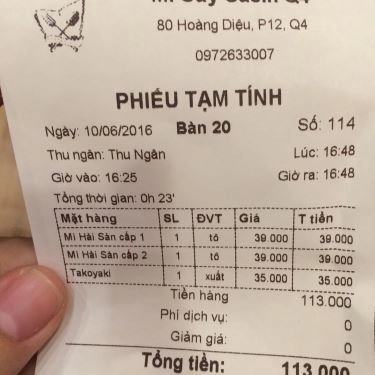 Mì Cay Sasin Q4
80 Hoàng Diệu, P12, Q4
0972633007
PHIẾU TẠM TÍNH
Ngày: 10/06/2016 Bàn 20 Số: 114
Thu ngân: Thu Ngân Lúc: 16:48
Giờ vào: 16:25 Giờ ra: 16:48
Tổng thời gian: 0h 23'
Mặt hàng SL ĐVT Giá T tiền
Mì Hải Sản cấp 1 1 tô 39.000 39.000
Mì Hải Sản cấp 2 1 tô 39.000 39.000
Takoyaki 1 xuất 35.000 35.000
Tiền hàng 113.000
Phí dịch vụ: 0
Giảm giá: 0
Tổng tiền: 113.000